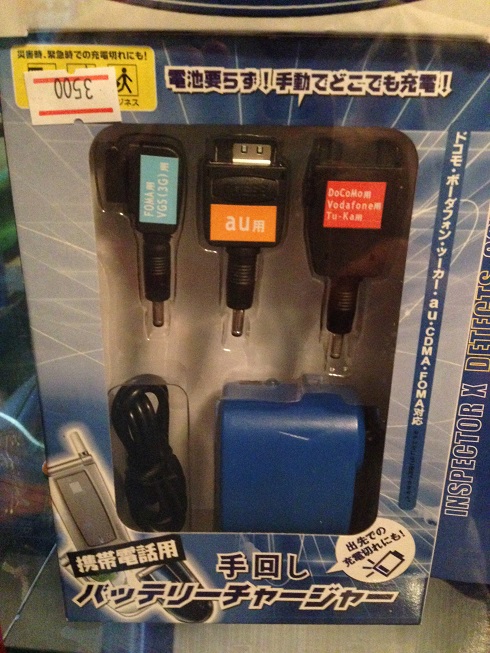 災害時、緊急時での充電切れにも!
ジネス
3500
電池要らず!手動でどこでも充電!
FOMA用
VGS(3G)用
au用
DoCoMo用
Vodafone用
Tu-Ka用
ドコモ・ボーダフォン・ツーカー・au・CDMA・FOMA対応
INSPECTOR X DETECTS
出先での
充電切れにも!
携帯電話用
手回し
バッテリーチャージャー